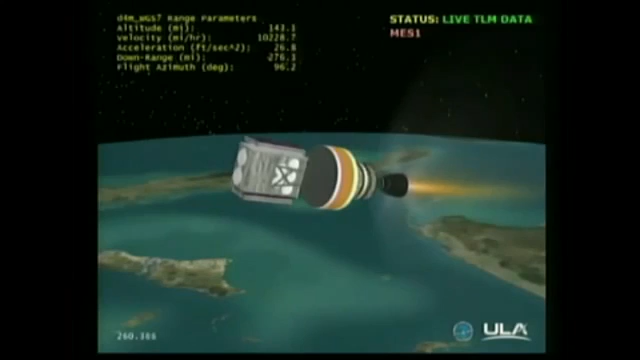 d4m_WGS7 Range Parameters
Altitude (mi): 143.1
Velocity (mi/hr): 10228.7
Acceleration (ft/sec^2): 26.8
Down-Range (mi): 276.3
Flight Azimuth (deg): 96.2
STATUS: LIVE TLM DATA
MES1
260.386
ULA